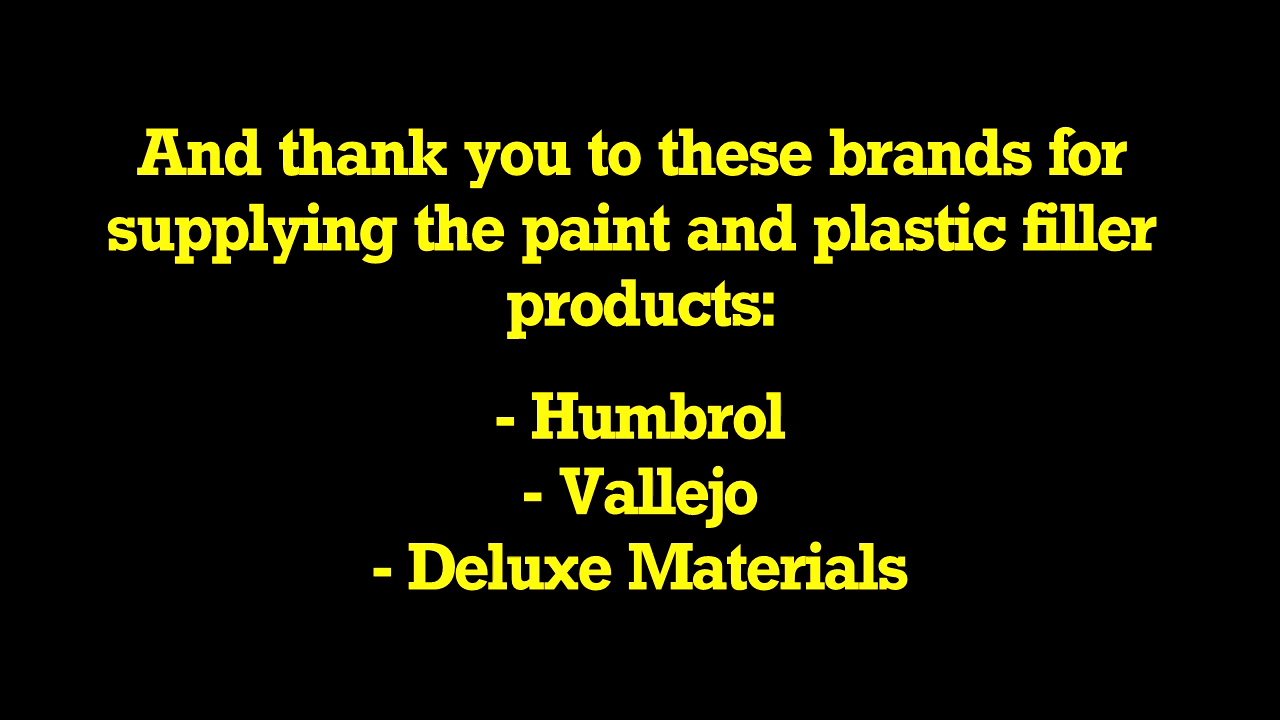 And thank you to these brands for
supplying the paint and plastic filler
products:
- Humbrol
- Vallejo
- Deluxe Materials